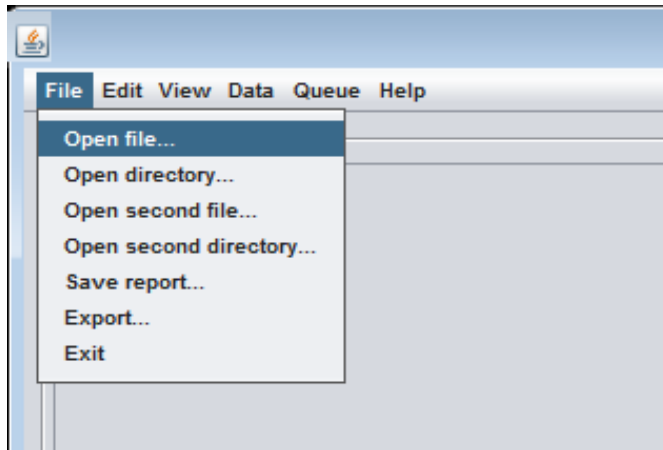 File Edit View Data Queue Help
Open file...
Open directory...
Open second file...
Open second directory...
Save report...
Export...
Exit